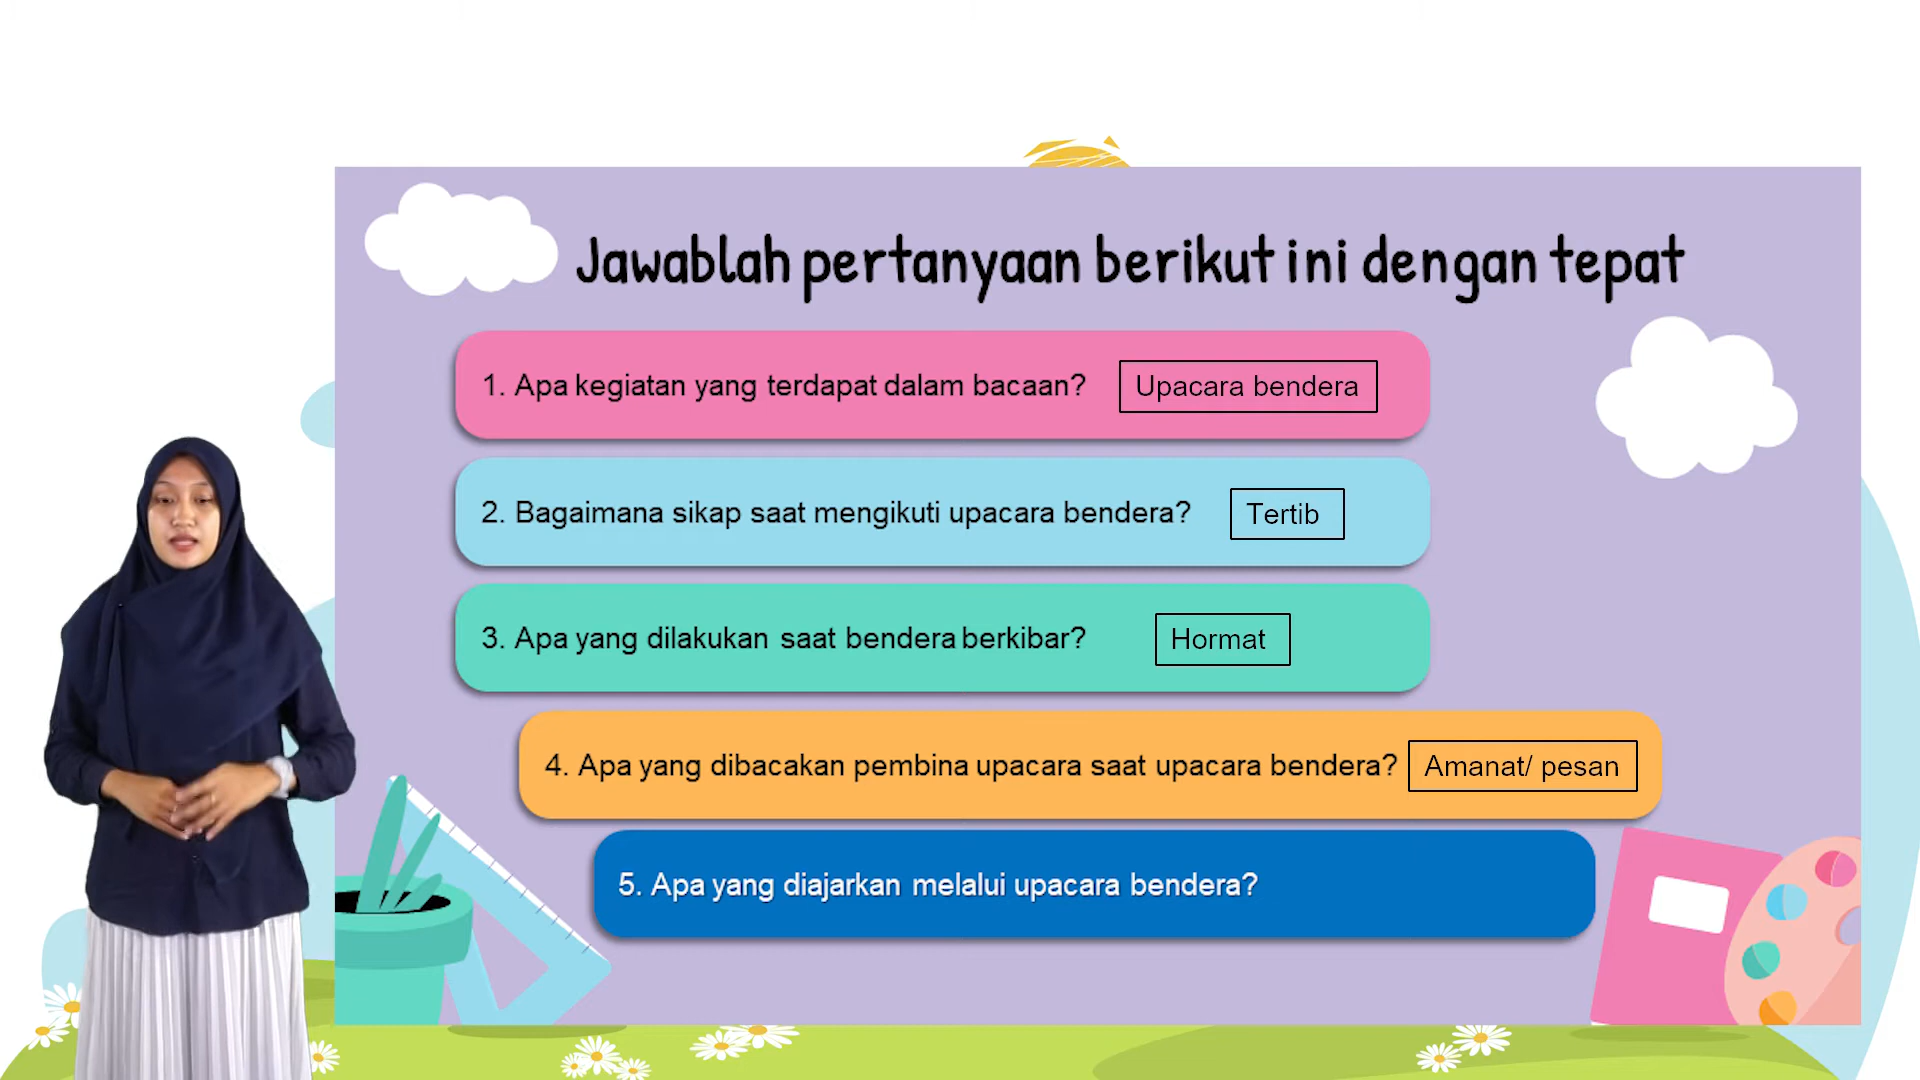 Jawablah pertanyaan berikut ini dengan tepat
1. Apa kegiatan yang terdapat dalam bacaan? Upacara bendera
2. Bagaimana sikap saat mengikuti upacara bendera? Tertib
3. Apa yang dilakukan saat bendera berkibar? Hormat
4. Apa yang dibacakan pembina upacara saat upacara bendera? Amanat/ pesan
5. Apa yang diajarkan melalui upacara bendera?